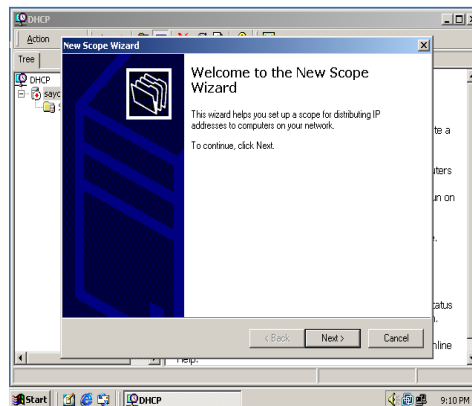 DHCP
Action
New Scope Wizard
Tree
DHCP
sayc
Welcome to the New Scope
Wizard
This wizard helps you set up a scope for distributing IP
addresses to computers on your network.
To continue, click Next.
te a
uters
un on
tatus
nline
< Back
Next >
Cancel
Help.
Start
DHCP
9:10 PM